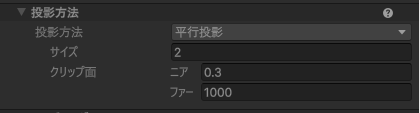 投影方法
投影方法 平行投影
サイズ 2
クリップ面 ニア 0.3
ファー 1000